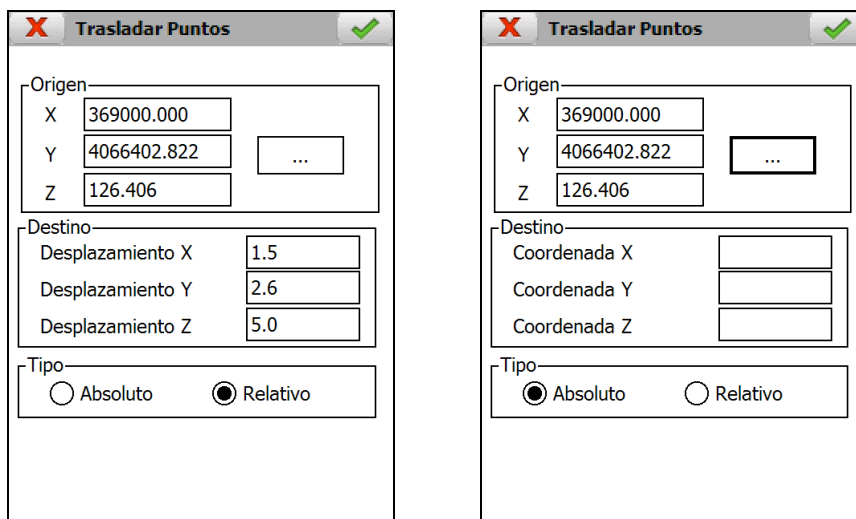 Trasladar Puntos
Origen
X 369000.000
Y 4066402.822 ...
Z 126.406
Destino
Desplazamiento X 1.5
Desplazamiento Y 2.6
Desplazamiento Z 5.0
Tipo
Absoluto Relativo
Trasladar Puntos
Origen
X 369000.000
Y 4066402.822 ...
Z 126.406
Destino
Coordenada X
Coordenada Y
Coordenada Z
Tipo
Absoluto Relativo